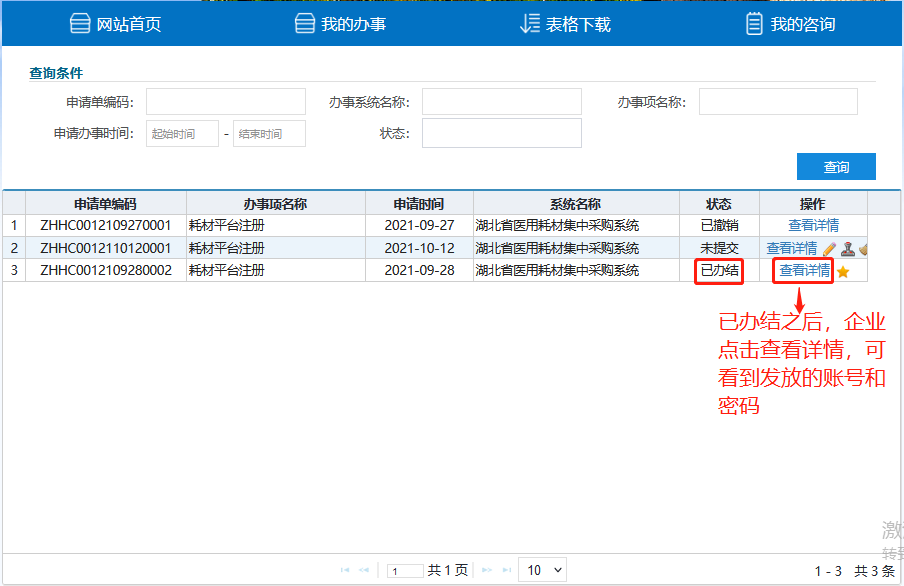 网站首页 我的办事 表格下载 我的咨询
查询条件
申请单编码: 办事系统名称: 办事项名称:
申请办事时间: 起始时间 - 结束时间 状态:
查询
申请单编码 办事项名称 申请时间 系统名称 状态 操作
1 ZHHC0012109270001 耗材平台注册 2021-09-27 湖北省医用耗材集中采购系统 已撤销 查看详情
2 ZHHC0012110120001 耗材平台注册 2021-10-12 湖北省医用耗材集中采购系统 未提交 查看详情
3 ZHHC0012109280002 耗材平台注册 2021-09-28 湖北省医用耗材集中采购系统 已办结 查看详情
已办结之后，企业
点击查看详情，可
看到发放的账号和
密码
激
转到
1 共 1 页 10 1 - 3 共 3 条